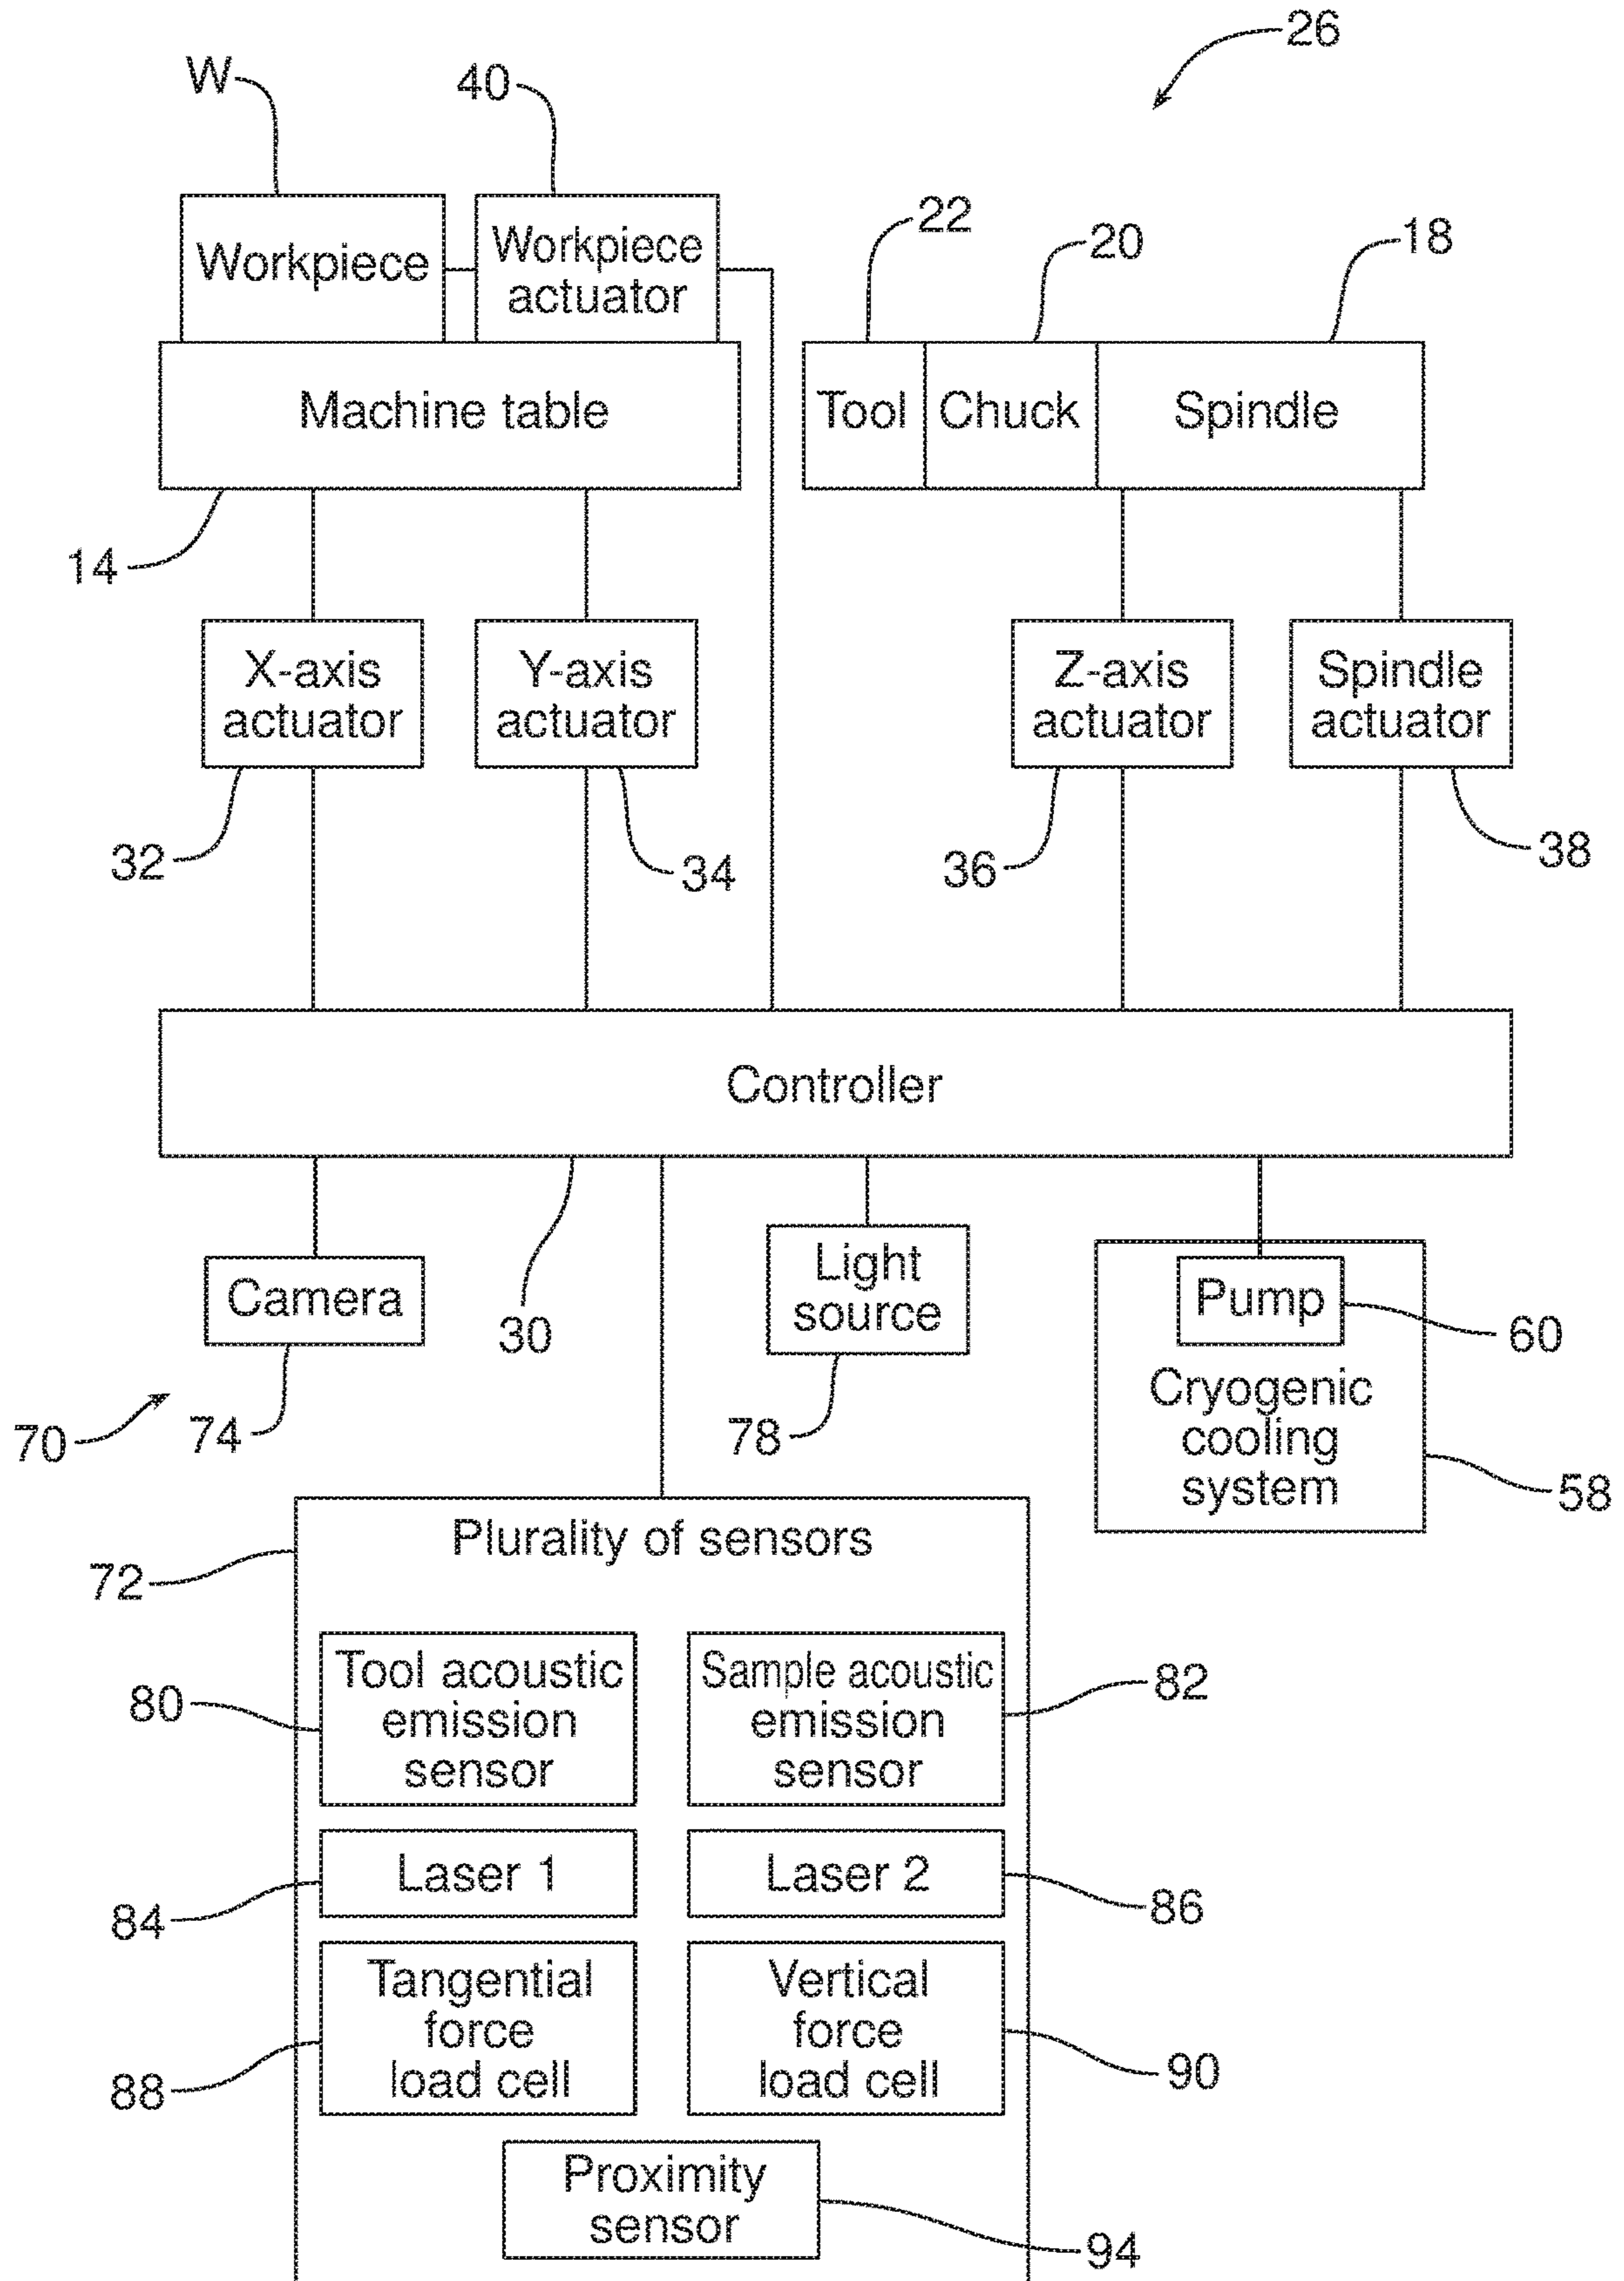 26
W
40
22
20
18
Workpiece
Workpiece
actuator
Machine table
Tool
Chuck
Spindle
14
X-axis
actuator
Y-axis
actuator
Z-axis
actuator
Spindle
actuator
32
34
36
38
Controller
Camera
30
Light
source
Pump
60
Cryogenic
cooling
system
70
74
78
58
Plurality of sensors
72
Tool acoustic
emission
sensor
80
Sample acoustic
emission
sensor
82
Laser 1
84
Laser 2
86
Tangential
force
load cell
88
Vertical
force
load cell
90
Proximity
sensor
94